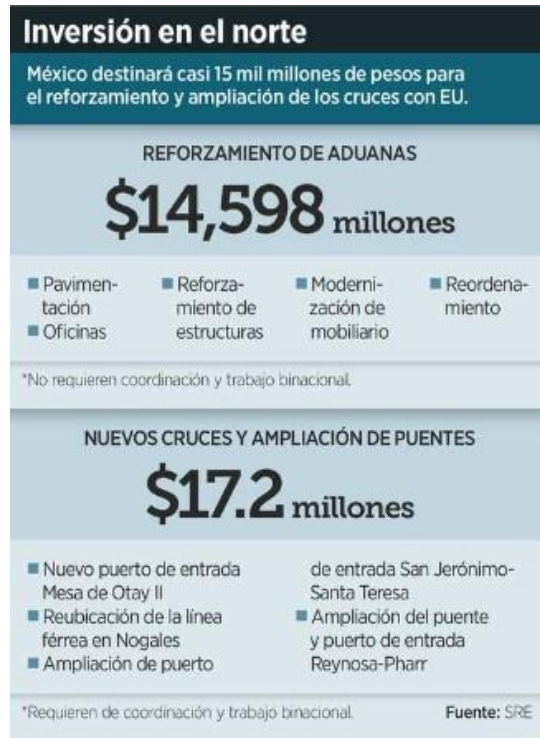 Inversión en el norte
México destinará casi 15 mil millones de pesos para
el reforzamiento y ampliación de los cruces con EU.
REFORZAMIENTO DE ADUANAS
$14,598 millones
■ Pavimen-
tación
■ Oficinas
■ Reforza-
miento de
estructuras
■ Moderni-
zación de
mobiliario
■ Reordena-
miento
*No requieren coordinación y trabajo binacional.
NUEVOS CRUCES Y AMPLIACIÓN DE PUENTES
$17.2 millones
■ Nuevo puerto de entrada
Mesa de Otay II
■ Reubicación de la línea
férrea en Nogales
■ Ampliación de puerto
de entrada San Jerónimo-
Santa Teresa
■ Ampliación del puente
y puerto de entrada
Reynosa-Pharr
*Requieren de coordinación y trabajo binacional.
Fuente: SRE